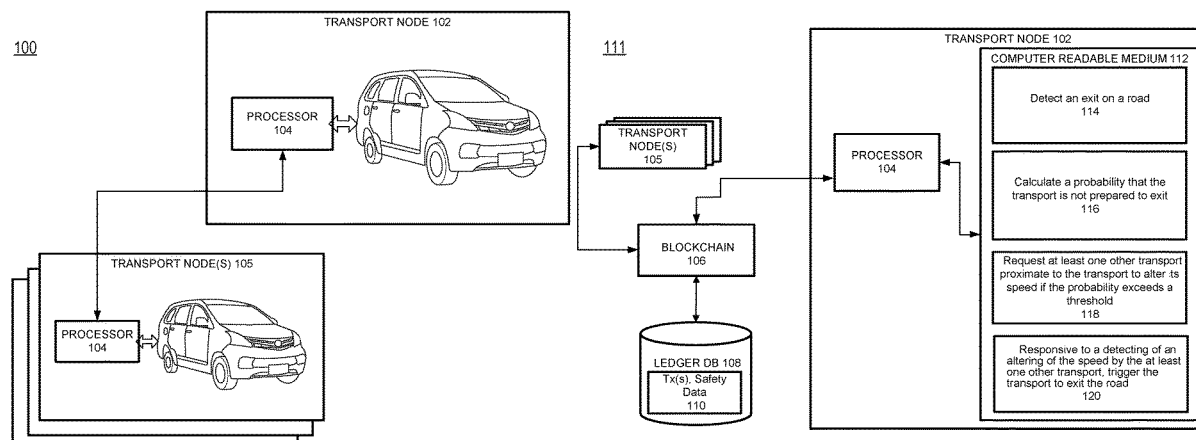 100
TRANSPORT NODE 102
PROCESSOR
104
TRANSPORT NODE(S) 105
PROCESSOR
104
111
TRANSPORT
NODE(S)
105
BLOCKCHAIN
106
LEDGER DB 108
Tx(s), Safety
Data
110
TRANSPORT NODE 102
PROCESSOR
104
COMPUTER READABLE MEDIUM 112
Detect an exit on a road
114
Calculate a probability that the
transport is not prepared to exit
116
Request at least one other transport
proximate to the transport to alter its
speed if the probability exceeds a
threshold
118
Responsive to a detecting of an
altering of the speed by the at least
one other transport, trigger the
transport to exit the road
120